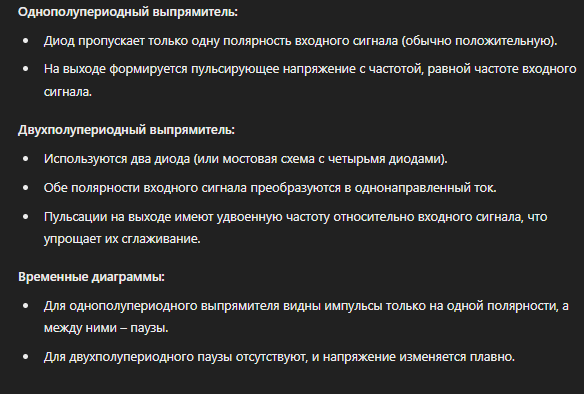 Однополупериодный выпрямитель:
• Диод пропускает только одну полярность входного сигнала (обычно положительную).
• На выходе формируется пульсирующее напряжение с частотой, равной частоте входного
сигнала.
Двухполупериодный выпрямитель:
• Используются два диода (или мостовая схема с четырьмя диодами).
• Обе полярности входного сигнала преобразуются в однонаправленный ток.
• Пульсации на выходе имеют удвоенную частоту относительно входного сигнала, что
упрощает их сглаживание.
Временные диаграммы:
• Для однополупериодного выпрямителя видны импульсы только на одной полярности, а
между ними – паузы.
• Для двухполупериодного паузы отсутствуют, и напряжение изменяется плавно.